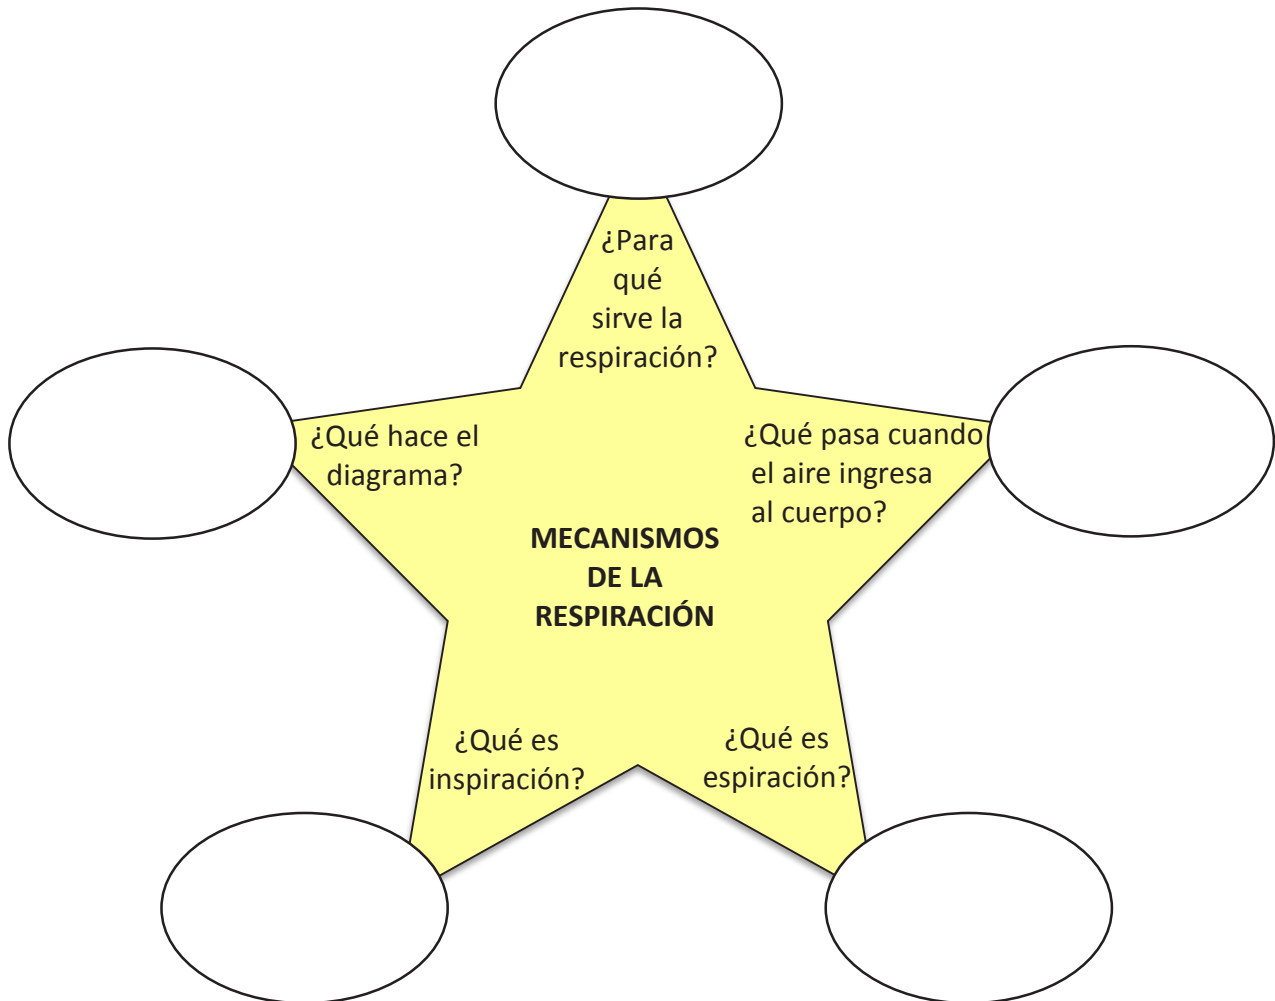 ¿Para
qué
sirve la
respiración?
¿Qué hace el
diagrama?
¿Qué pasa cuando
el aire ingresa
al cuerpo?
MECANISMOS
DE LA
RESPIRACIÓN
¿Qué es
inspiración?
¿Qué es
espiración?